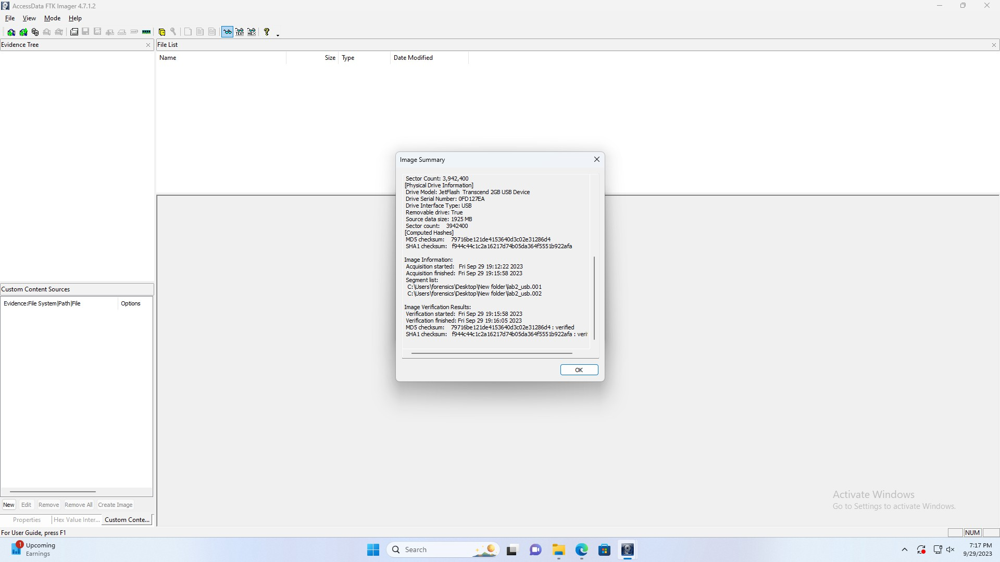 AccessData FTK Imager 4.7.1.2
File View Mode Help
Evidence Tree
File List
Name Size Type Date Modified
Image Summary
Sector Count: 3,942,400
[Physical Drive Information]
Drive Model: JetFlash Transcend 2GB USB Device
Drive Serial Number: 0FD127EA
Drive Interface Type: USB
Removable drive: True
Source data size: 1925 MB
Sector count: 3942400
[Computed Hashes]
MD5 checksum: 79716be121de4153640d3c02e31286d4
SHA1 checksum: f944c44c1c2a16217d74b05da364f5551b922afa
Image Information:
Acquisition started: Fri Sep 29 19:12:22 2023
Acquisition finished: Fri Sep 29 19:15:58 2023
Segment list:
C:\Users\forensics\Desktop\New folder\lab2_usb.001
C:\Users\forensics\Desktop\New folder\lab2_usb.002
Image Verification Results:
Verification started: Fri Sep 29 19:15:58 2023
Verification finished: Fri Sep 29 19:16:05 2023
MD5 checksum: 79716be121de4153640d3c02e31286d4 : verified
SHA1 checksum: f944c44c1c2a16217d74b05da364f5551b922afa : veri
OK
Custom Content Sources
Evidence:File System|Path|File Options
New Edit Remove Remove All Create Image
Properties Hex Value Inter... Custom Conte...
Activate Windows
Go to Settings to activate Windows.
For User Guide, press F1
NUM
1
Upcoming
Earnings
Search
7:17 PM
9/29/2023